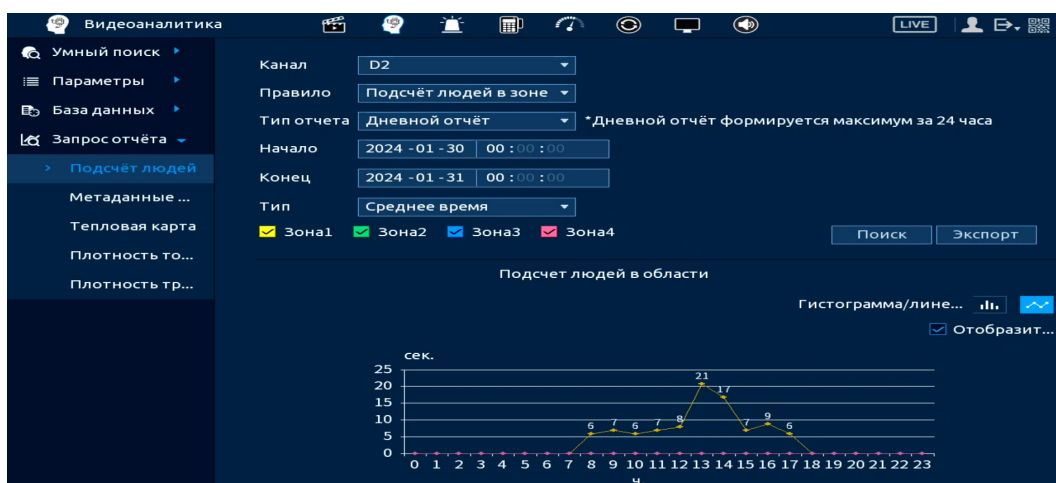 Видеоаналитика
LIVE
Умный поиск
Параметры
База данных
Запрос отчёта
> Подсчёт людей
Метаданные ...
Тепловая карта
Плотность то...
Плотность тр...
Канал D2
Правило Подсчёт людей в зоне
Тип отчета Дневной отчёт *Дневной отчёт формируется максимум за 24 часа
Начало 2024 -01 -30 00 :00 :00
Конец 2024 -01 -31 00 :00 :00
Тип Среднее время
Зона1 Зона2 Зона3 Зона4
Поиск Экспорт
Подсчет людей в области
Гистограмма/лине...
Отобразит...
сек.
25
20
15
10
5
0
6 7 6 7 8 21 17 7 9 6
0 1 2 3 4 5 6 7 8 9 10 11 12 13 14 15 16 17 18 19 20 21 22 23
ч